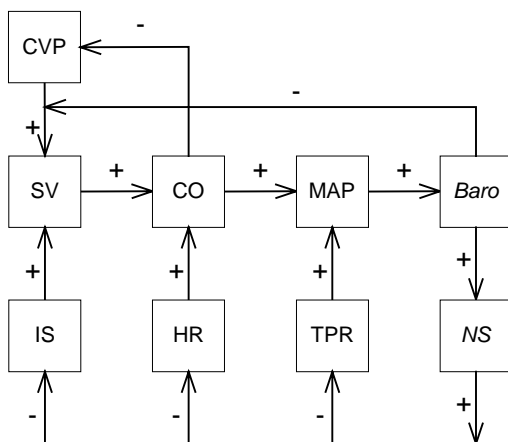 -
CVP
-
+
+ + +
SV CO MAP Baro
+ + + +
IS HR TPR NS
- - - +